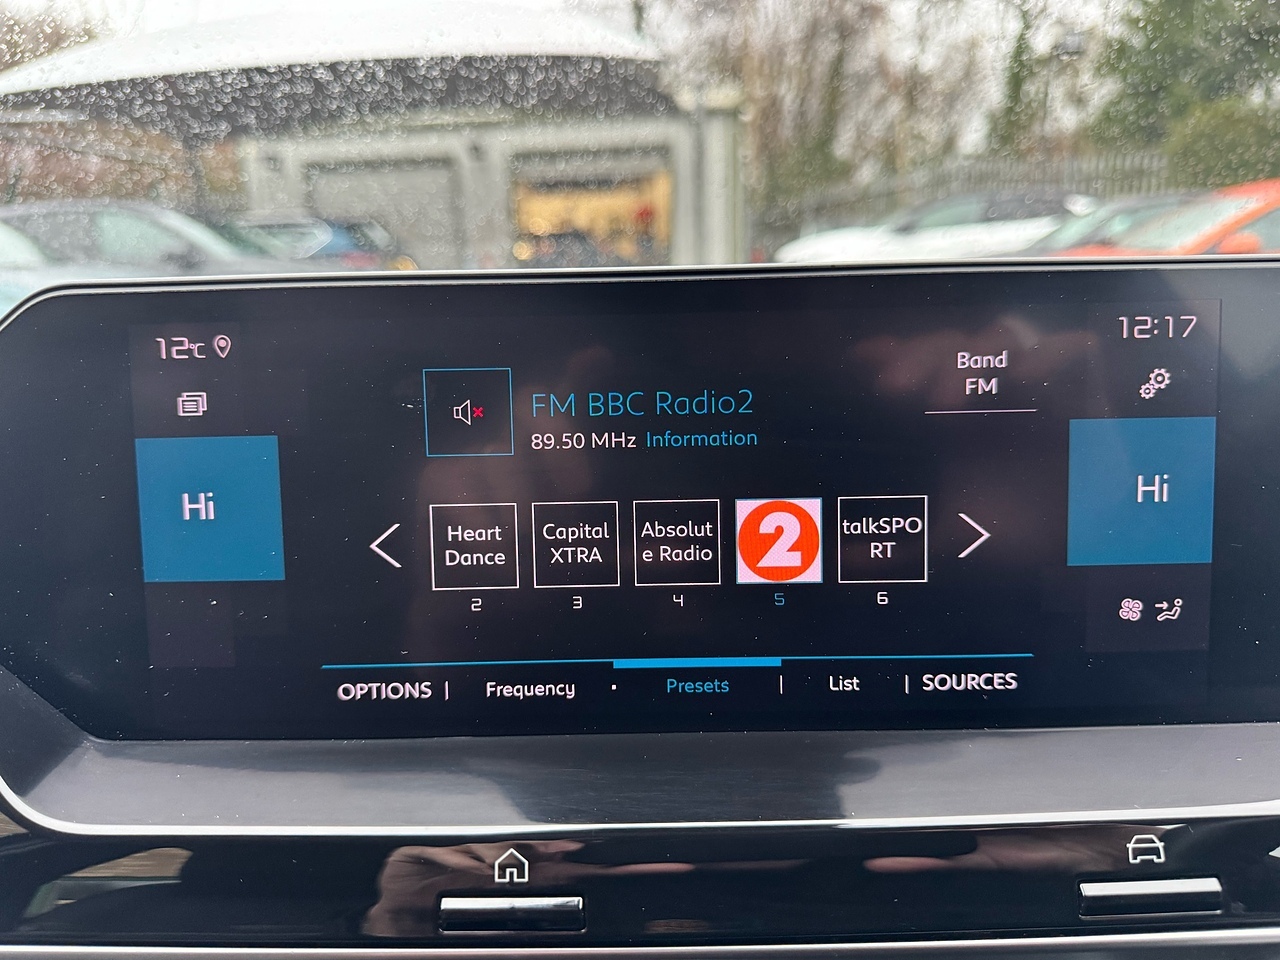 12°C
12:17
Band
FM
FM BBC Radio2
89.50 MHz Information
Hi
Hi
Heart
Dance
Capital
XTRA
Absolut
e Radio
2
talkSPO
RT
2
3
4
5
6
OPTIONS | Frequency · Presets | List | SOURCES